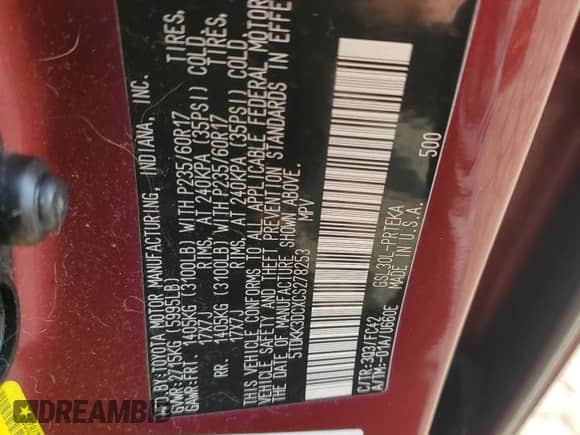 MFD BY: TOYOTA MOTOR MANUFACTURING, INDIANA, INC.
GVWR: 2715KG (5995LB)
GAWR: FRT. 1405KG (3100LB) WITH P235/60R17 TIRES,
17X7J RIMS, AT 240KPA (35PSI) COLD.
RR. 1405KG (3100LB) WITH P235/60R17 TIRES,
17X7J RIMS, AT 240KPA (35PSI) COLD.
THIS VEHICLE CONFORMS TO ALL APPLICABLE FEDERAL MOTOR
VEHICLE SAFETY AND THEFT PREVENTION STANDARDS IN EFFE
ON THE DATE OF MANUFACTURE SHOWN ABOVE.
5TDKK3DCXCS278253 MPV
500
C/TR:3Q3/FC42 GSL30L-PRTEKA
A/TM:-01A/U660E MADE IN U.S.A.
DREAMBID